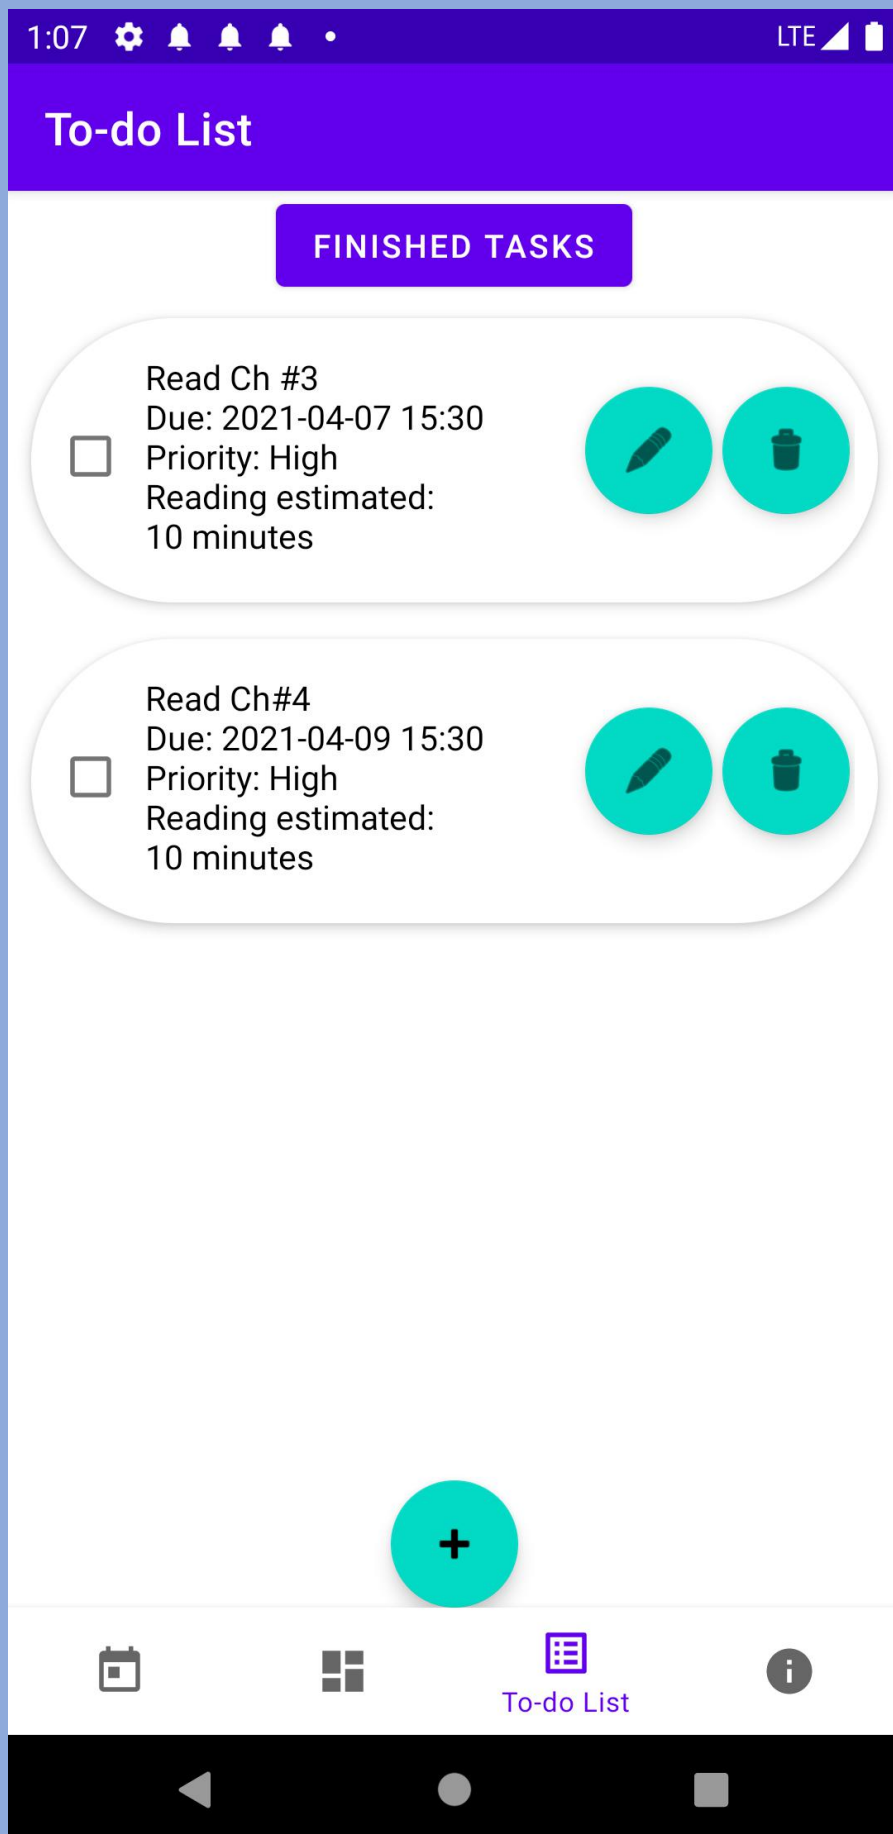 1:07
LTE
To-do List
FINISHED TASKS
Read Ch #3
Due: 2021-04-07 15:30
Priority: High
Reading estimated:
10 minutes
Read Ch#4
Due: 2021-04-09 15:30
Priority: High
Reading estimated:
10 minutes
To-do List